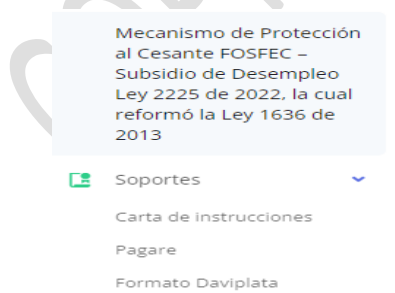 Mecanismo de Protección
al Cesante FOSFEC –
Subsidio de Desempleo
Ley 2225 de 2022, la cual
reformó la Ley 1636 de
2013
Soportes
Carta de instrucciones
Pagare
Formato Daviplata